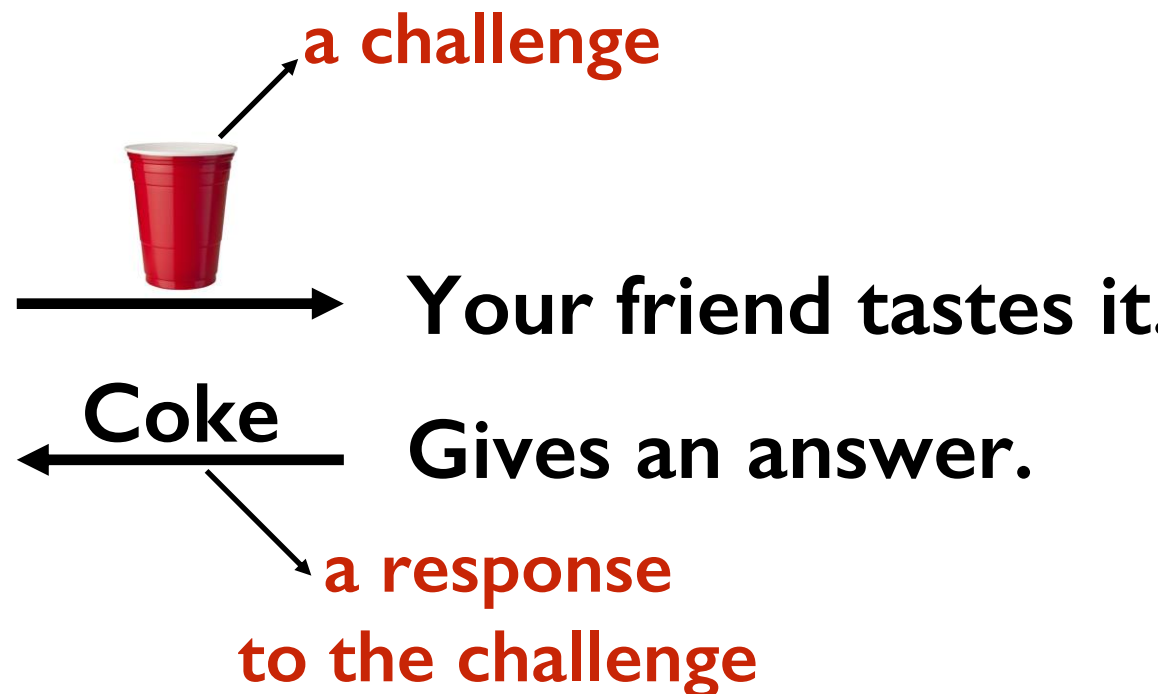 a challenge
Your friend tastes it.
Coke
Gives an answer.
a response
to the challenge